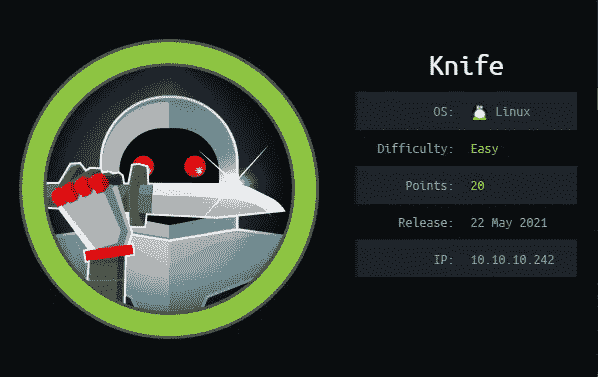 Knife
OS: Linux
Difficulty: Easy
Points: 20
Release: 22 May 2021
IP: 10.10.10.242